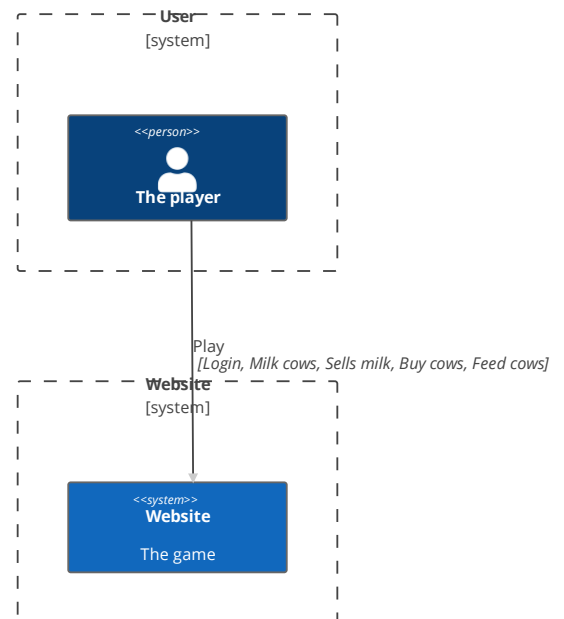 User
[system]
<<person>>
The player
Play
[Login, Milk cows, Sells milk, Buy cows, Feed cows]
Website
[system]
<<system>>
Website
The game